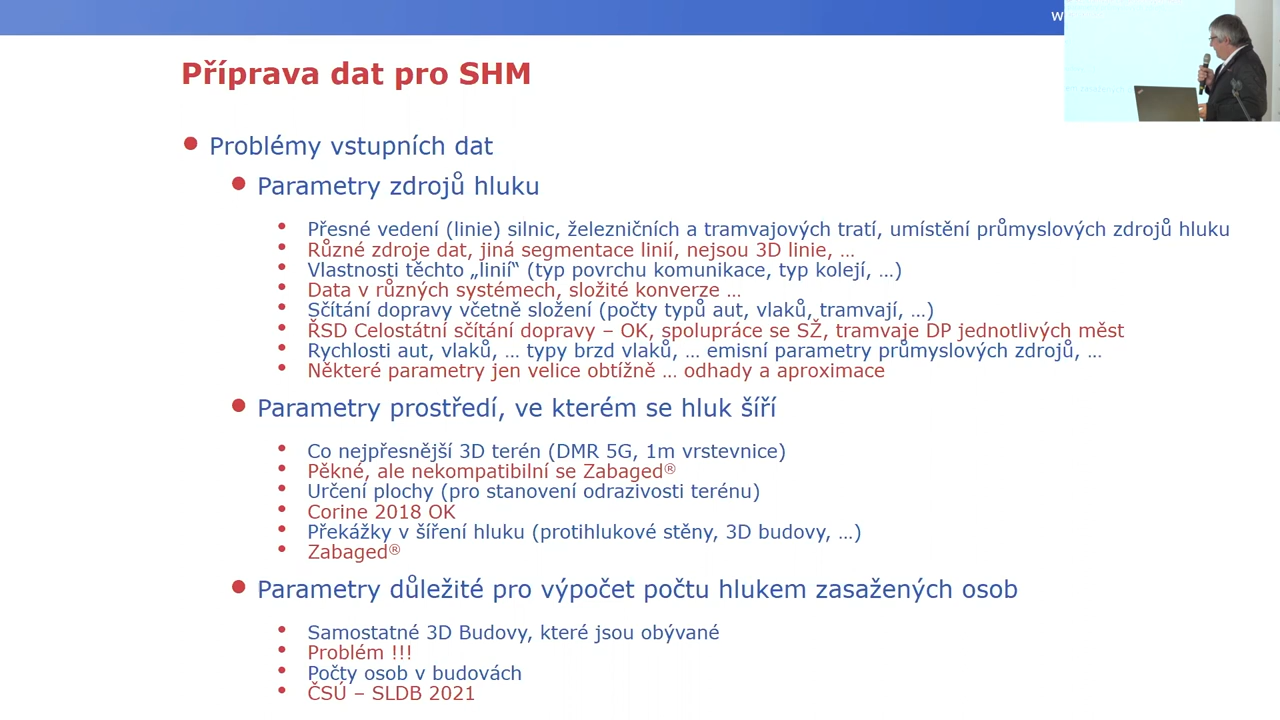 Příprava dat pro SHM
Problémy vstupních dat
Parametry zdrojů hluku
Přesné vedení (linie) silnic, železničních a tramvajových tratí, umístění průmyslových zdrojů hluku
Různé zdroje dat, jiná segmentace linií, nejsou 3D linie, …
Vlastnosti těchto „linií“ (typ povrchu komunikace, typ kolejí, …)
Data v různých systémech, složité konverze …
Sčítání dopravy včetně složení (počty typů aut, vlaků, tramvají, …)
ŘSD Celostátní sčítání dopravy – OK, spolupráce se SŽ, tramvaje DP jednotlivých měst
Rychlosti aut, vlaků, … typy brzd vlaků, … emisní parametry průmyslových zdrojů, …
Některé parametry jen velice obtížně … odhady a aproximace
Parametry prostředí, ve kterém se hluk šíří
Co nejpřesnější 3D terén (DMR 5G, 1m vrstevnice)
Pěkné, ale nekompatibilní se Zabaged®
Určení plochy (pro stanovení odrazivosti terénu)
Corine 2018 OK
Překážky v šíření hluku (protihlukové stěny, 3D budovy, …)
Zabaged®
Parametry důležité pro výpočet počtu hlukem zasažených osob
Samostatné 3D Budovy, které jsou obývané
Problém !!!
Počty osob v budovách
ČSÚ – SLDB 2021